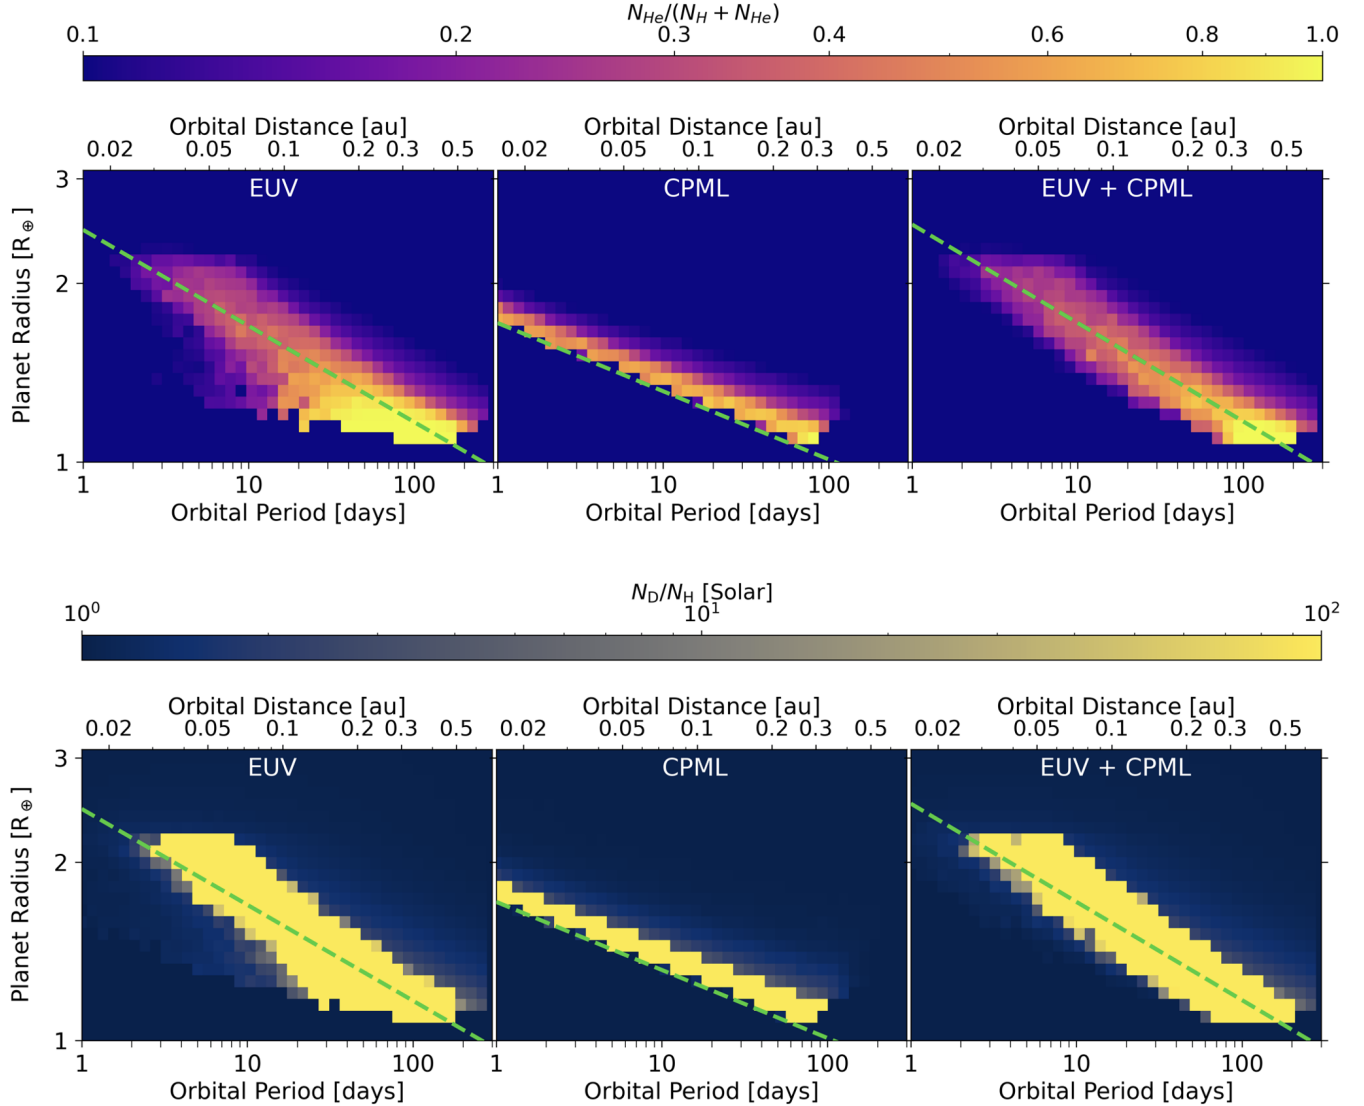 N_He/(N_H + N_He)
0.1 0.2 0.3 0.4 0.6 0.8 1.0
Orbital Distance [au] Orbital Distance [au] Orbital Distance [au]
0.02 0.05 0.1 0.2 0.3 0.5 0.02 0.05 0.1 0.2 0.3 0.5 0.02 0.05 0.1 0.2 0.3 0.5
EUV CPML EUV + CPML
Planet Radius [R⊕]
3
2
1
1 10 100 1 10 100 1 10 100
Orbital Period [days] Orbital Period [days] Orbital Period [days]
N_D/N_H [Solar]
10⁰ 10¹ 10²
Orbital Distance [au] Orbital Distance [au] Orbital Distance [au]
0.02 0.05 0.1 0.2 0.3 0.5 0.02 0.05 0.1 0.2 0.3 0.5 0.02 0.05 0.1 0.2 0.3 0.5
EUV CPML EUV + CPML
Planet Radius [R⊕]
3
2
1
1 10 100 1 10 100 1 10 100
Orbital Period [days] Orbital Period [days] Orbital Period [days]